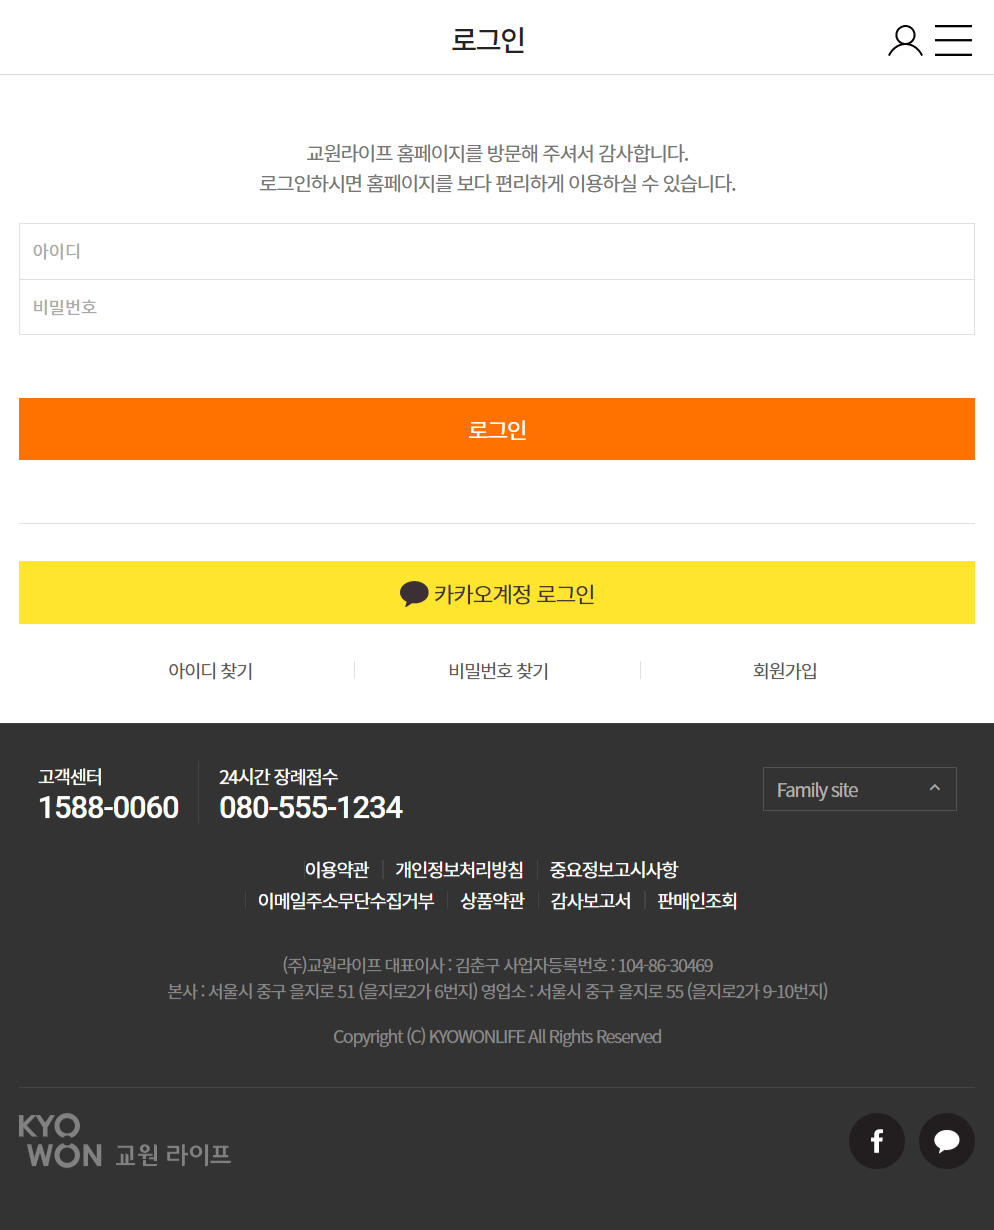 로그인
교원라이프 홈페이지를 방문해 주셔서 감사합니다.
로그인하시면 홈페이지를 보다 편리하게 이용하실 수 있습니다.
아이디
비밀번호
로그인
카카오계정 로그인
아이디 찾기
비밀번호 찾기
회원가입
고객센터
1588-0060
24시간 장례접수
080-555-1234
Family site
이용약관 개인정보처리방침 중요정보고시사항
이메일주소무단수집거부 상품약관 감사보고서 판매인조회
(주)교원라이프 대표이사 : 김춘구 사업자등록번호 : 104-86-30469
본사 : 서울시 중구 을지로 51 (을지로2가 6번지) 영업소 : 서울시 중구 을지로 55 (을지로2가 9-10번지)
Copyright (C) KYOWONLIFE All Rights Reserved
KYO
WON 교원 라이프
f